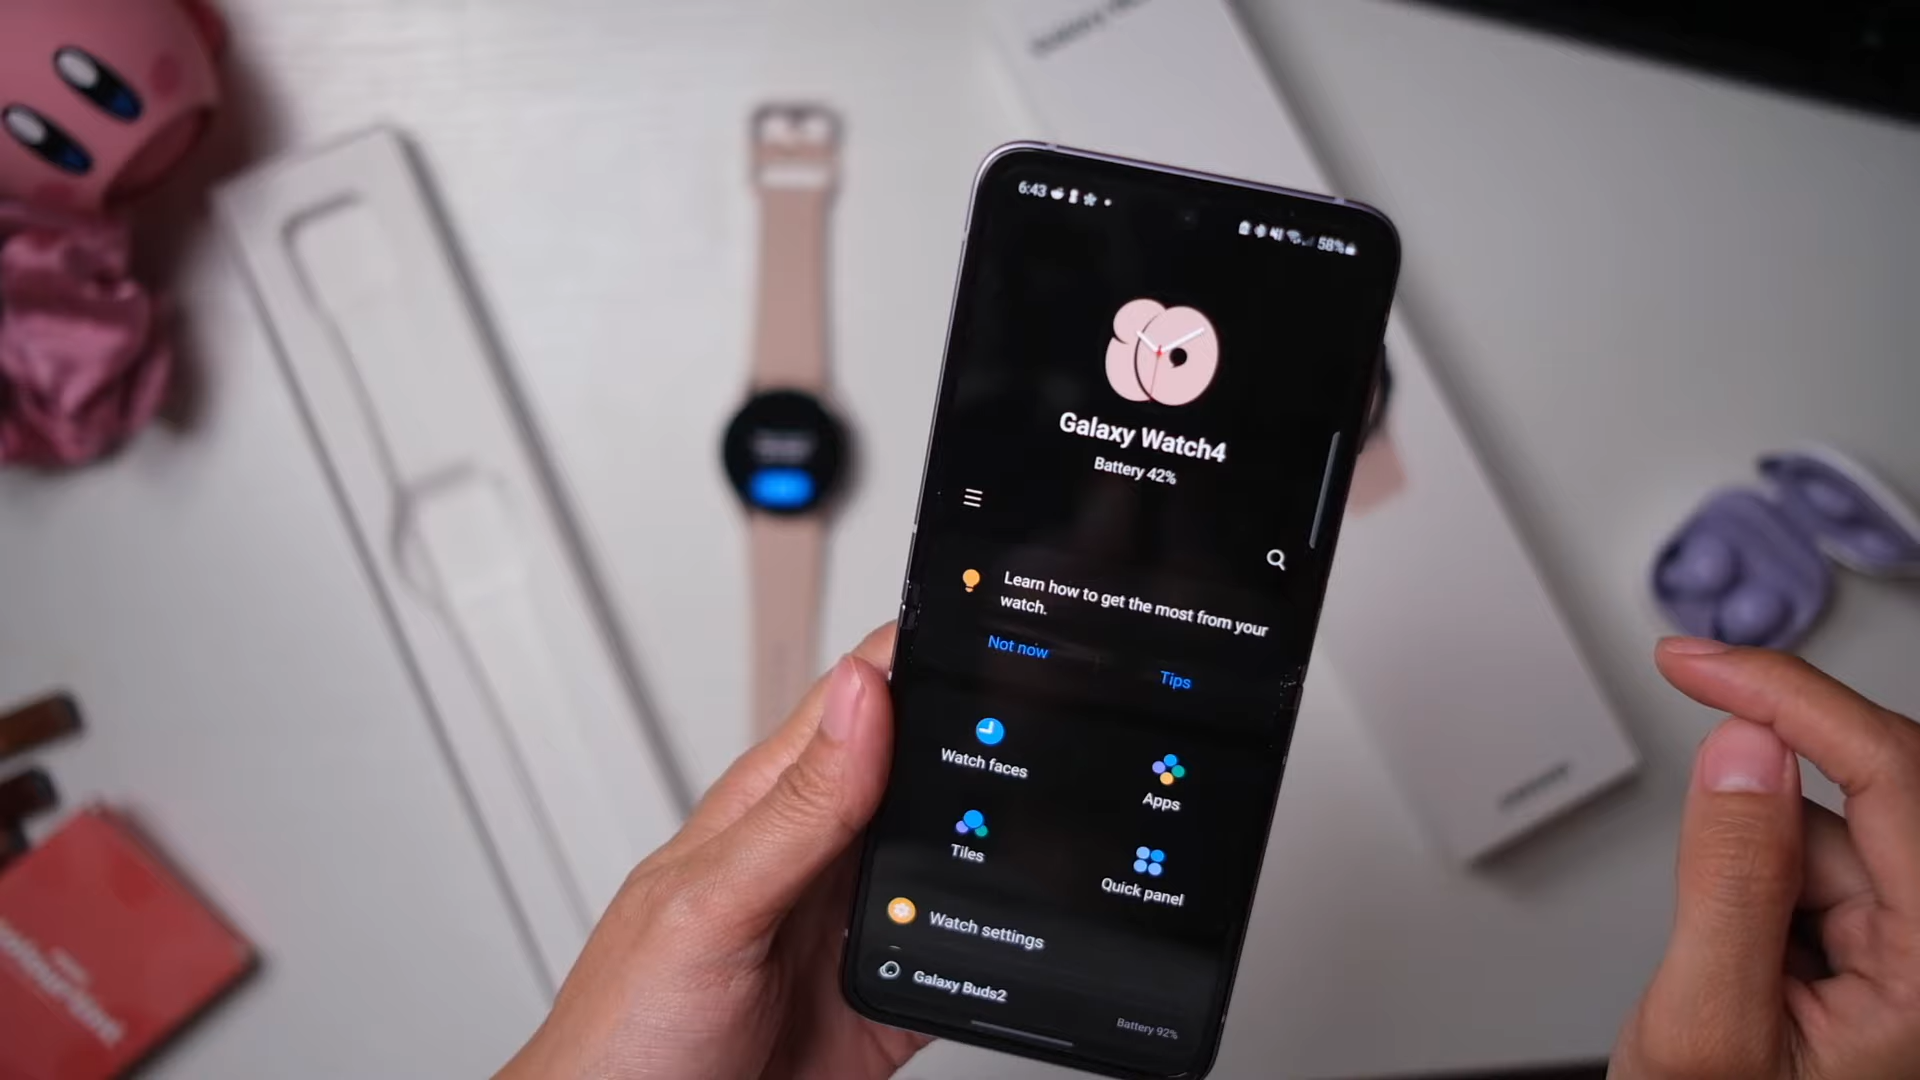 6:43
58%
Galaxy Watch4
Battery 42%
Learn how to get the most from your
watch.
Not now
Tips
Watch faces
Apps
Tiles
Quick panel
Watch settings
Galaxy Buds2
Battery 92%